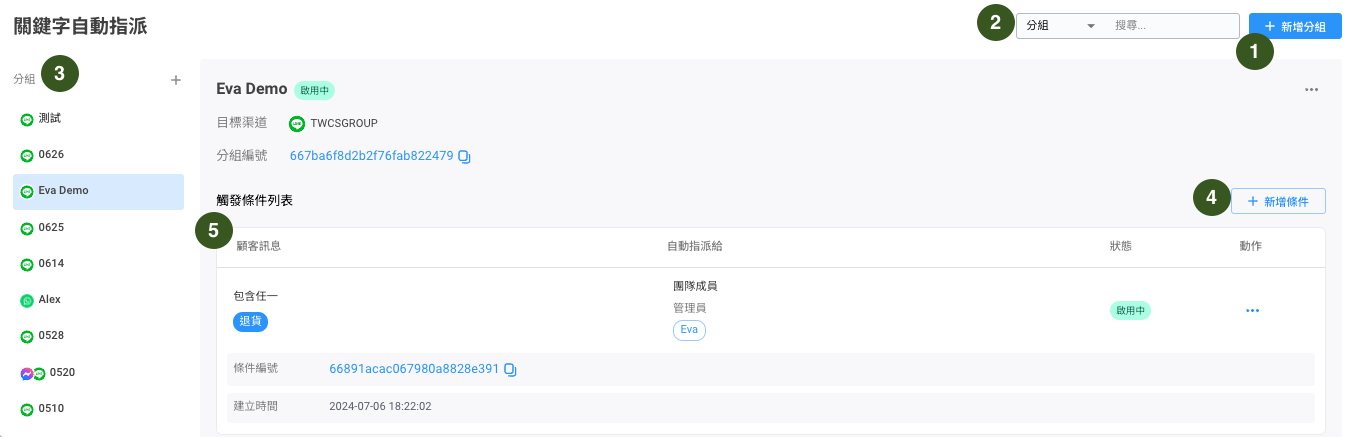 關鍵字自動指派
2
分組
搜尋...
+ 新增分組
1
分組
3
+
測試
0626
Eva Demo
0625
0614
Alex
0528
0520
0510
Eva Demo
啟用中
...
目標渠道
TWCSGROUP
分組編號
667ba6f8d2b2f76fab822479
觸發條件列表
4
+ 新增條件
5
顧客訊息
自動指派給
狀態
動作
包含任一
退貨
團隊成員
管理員
Eva
啟用中
...
條件編號
66891acac067980a8828e391
建立時間
2024-07-06 18:22:02